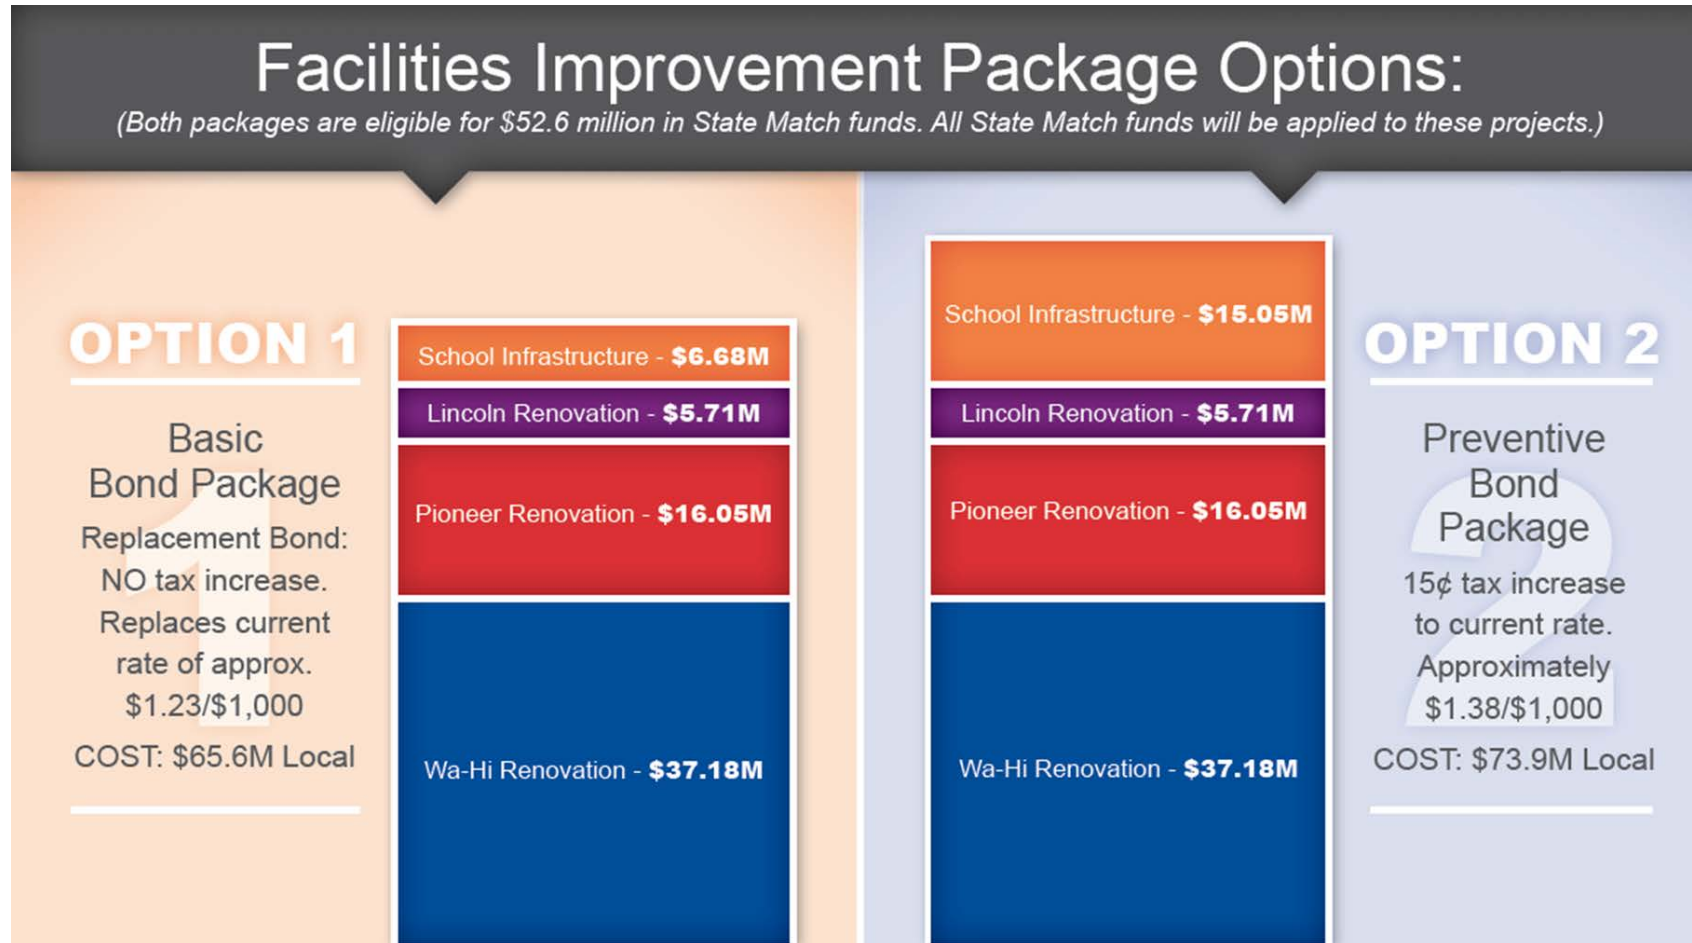 Facilities Improvement Package Options:
(Both packages are eligible for $52.6 million in State Match funds. All State Match funds will be applied to these projects.)
OPTION 1
Basic
Bond Package
1
Replacement Bond:
NO tax increase.
Replaces current
rate of approx.
$1.23/$1,000
COST: $65.6M Local
School Infrastructure - $6.68M
Lincoln Renovation - $5.71M
Pioneer Renovation - $16.05M
Wa-Hi Renovation - $37.18M
School Infrastructure - $15.05M
Lincoln Renovation - $5.71M
Pioneer Renovation - $16.05M
Wa-Hi Renovation - $37.18M
OPTION 2
Preventive
Bond
Package
2
15¢ tax increase
to current rate.
Approximately
$1.38/$1,000
COST: $73.9M Local